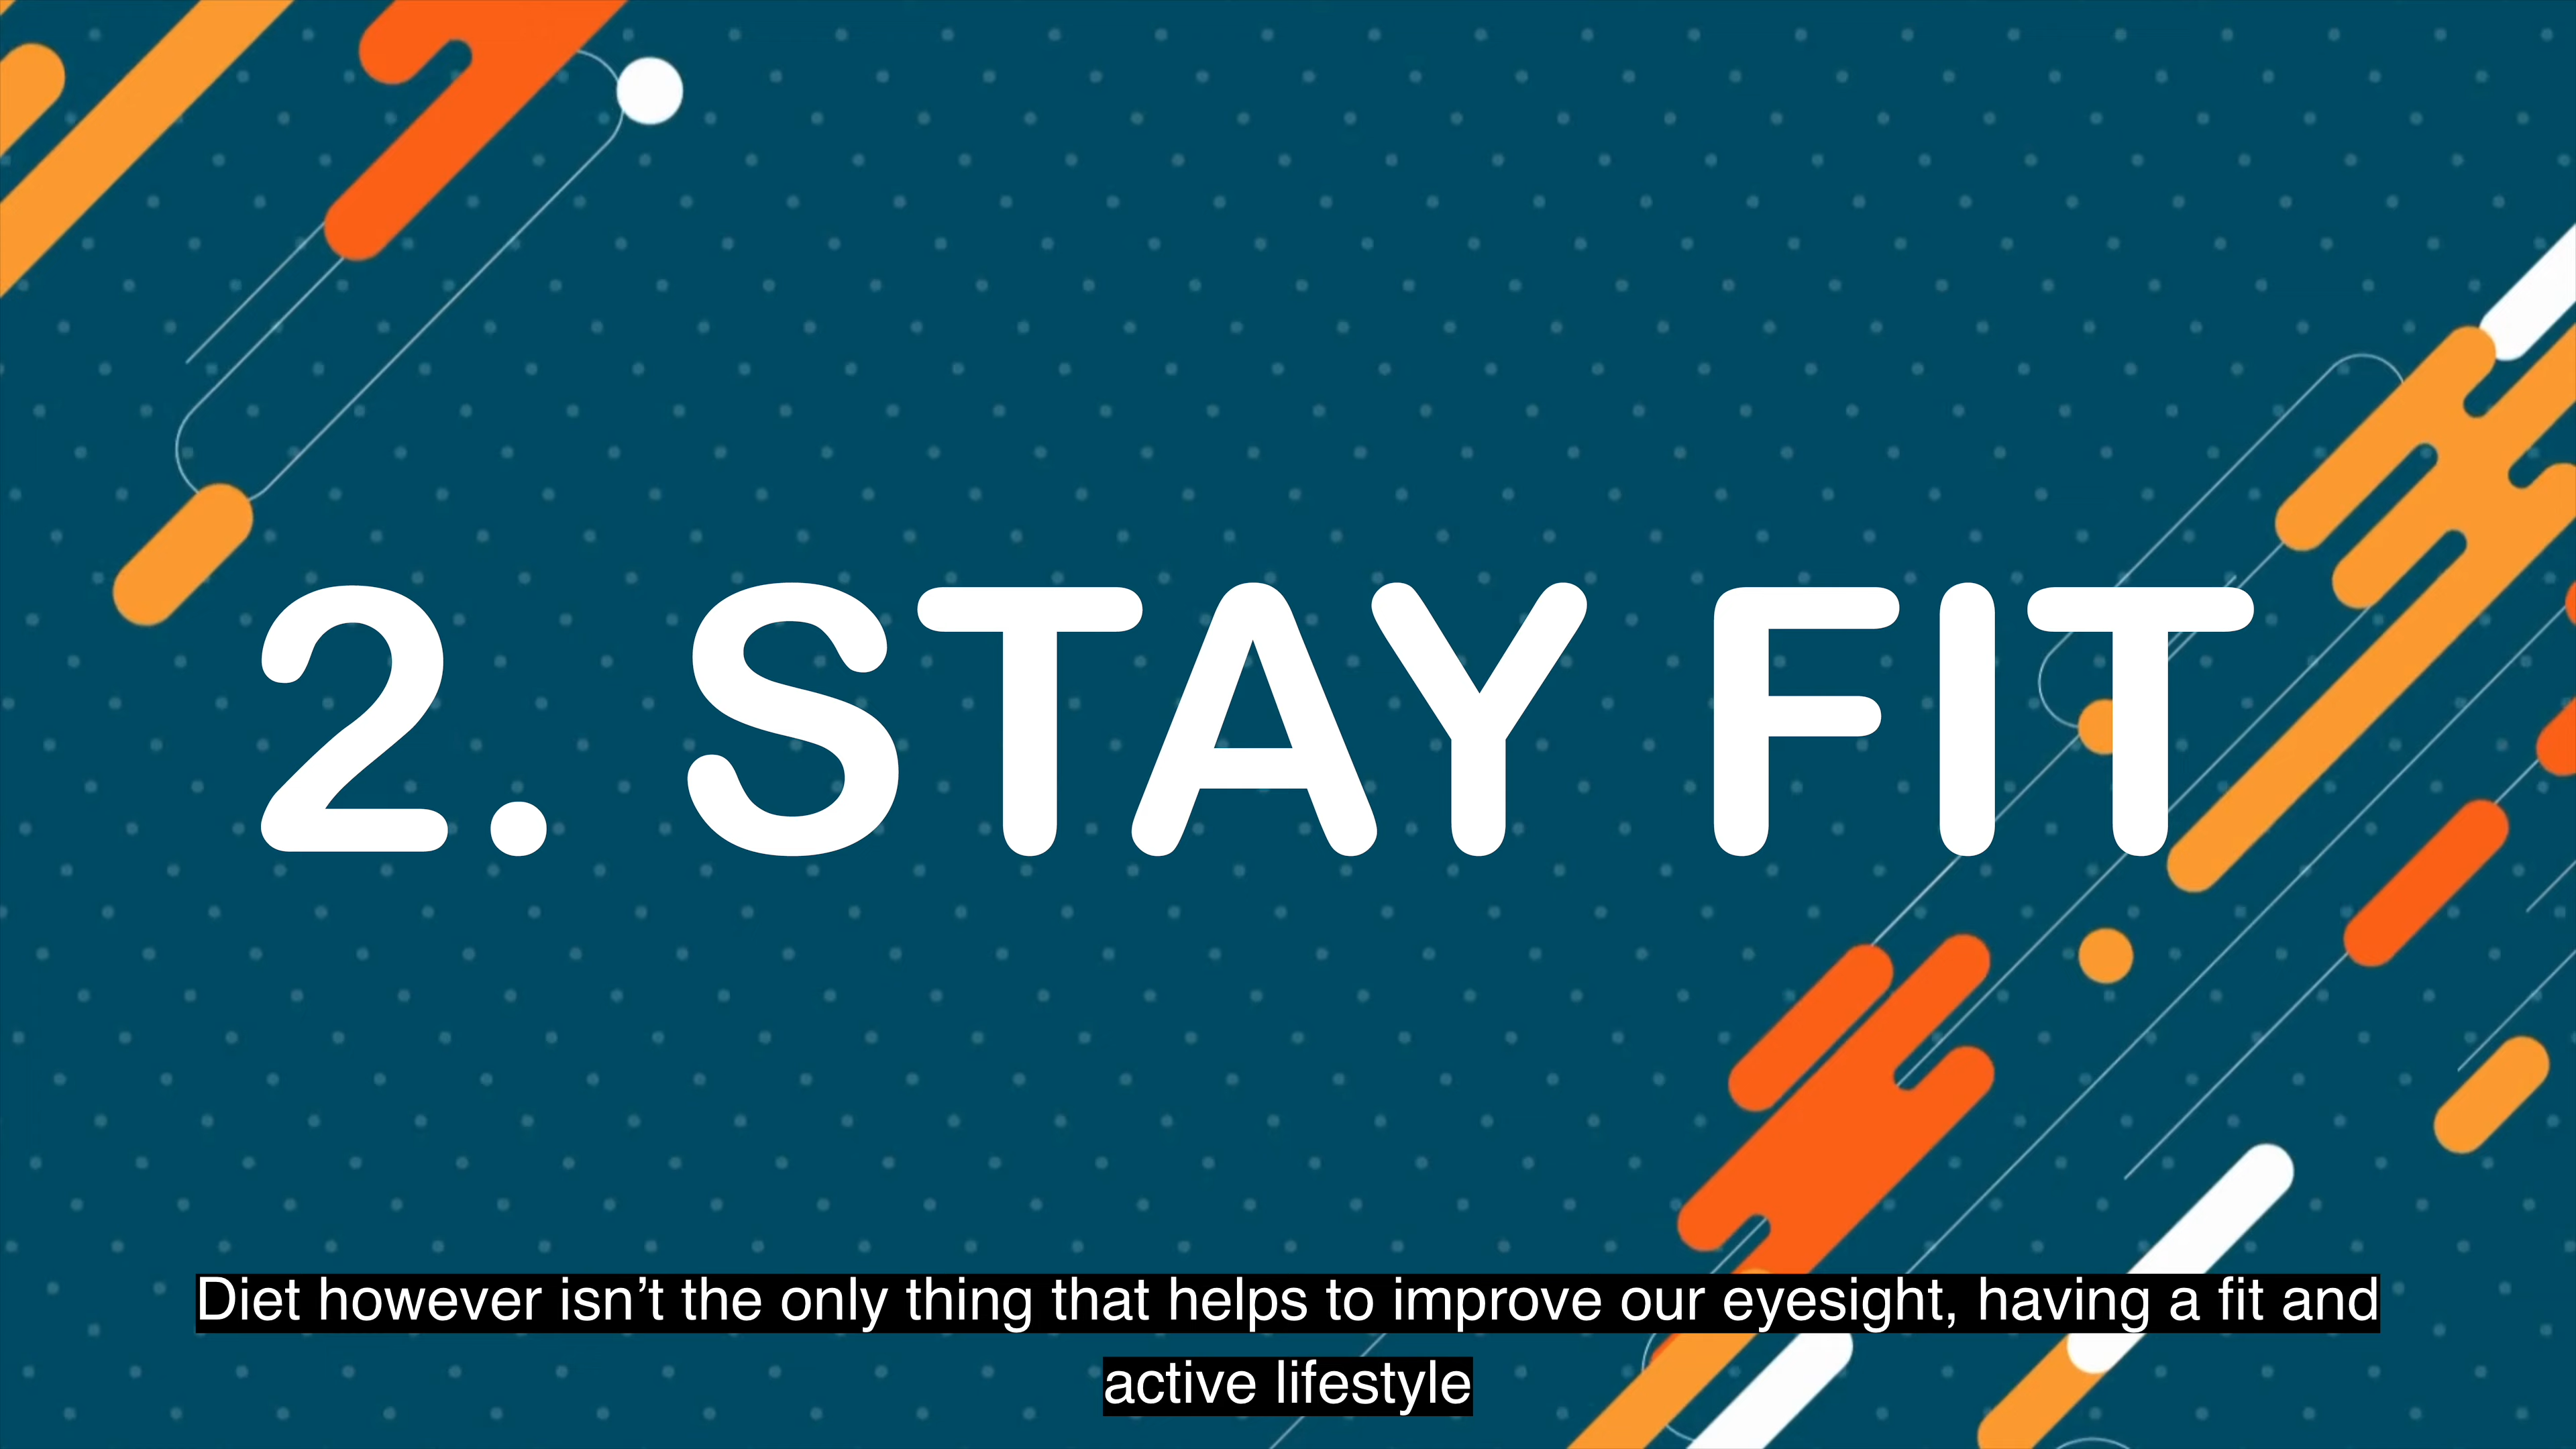 2. STAY FIT
Diet however isn’t the only thing that helps to improve our eyesight, having a fit and
active lifestyle